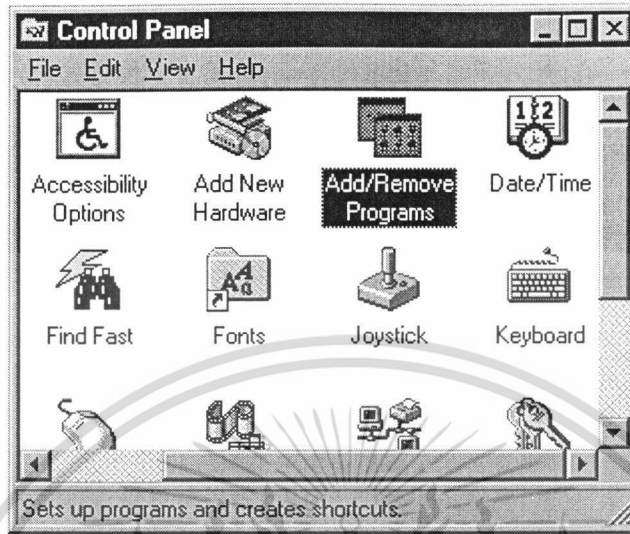 Control Panel
File Edit View Help
Accessibility
Options
Add New
Hardware
Add/Remove
Programs
Date/Time
Find Fast
Fonts
Joystick
Keyboard
Sets up programs and creates shortcuts.